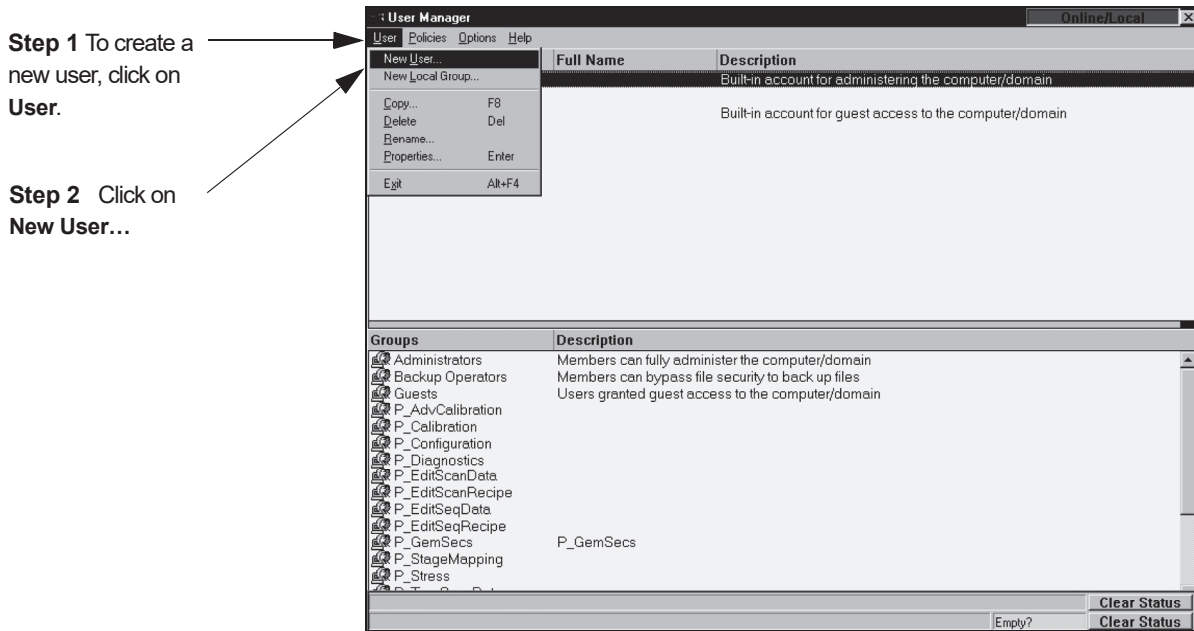 Step 1 To create a
new user, click on
User.
Step 2 Click on
New User...
User Manager
Online/Local
User Policies Options Help
New User...
New Local Group...
Copy... F8
Delete Del
Rename...
Properties... Enter
Exit Alt+F4
Full Name Description
Built-in account for administering the computer/domain
Built-in account for guest access to the computer/domain
Groups Description
Administrators Members can fully administer the computer/domain
Backup Operators Members can bypass file security to back up files
Guests Users granted guest access to the computer/domain
P_AdvCalibration
P_Calibration
P_Configuration
P_Diagnostics
P_EditScanData
P_EditScanRecipe
P_EditSeqData
P_EditSeqRecipe
P_GemSecs P_GemSecs
P_StageMapping
P_Stress
Clear Status
Empty? Clear Status